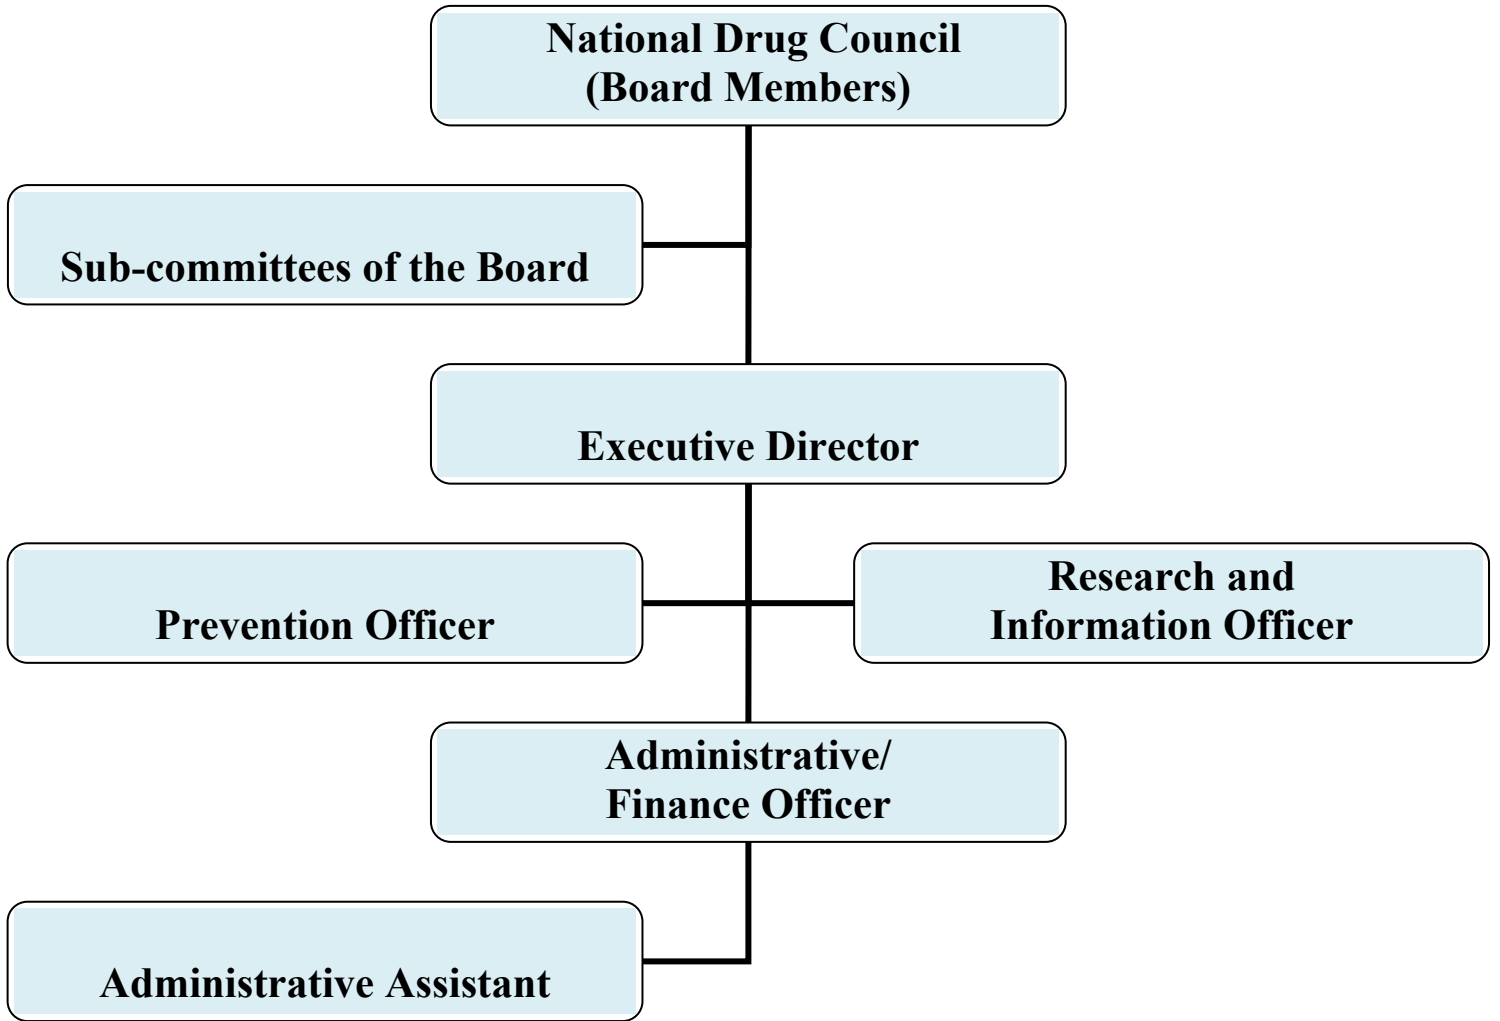 National Drug Council
(Board Members)
Sub-committees of the Board
Executive Director
Prevention Officer
Research and
Information Officer
Administrative/
Finance Officer
Administrative Assistant